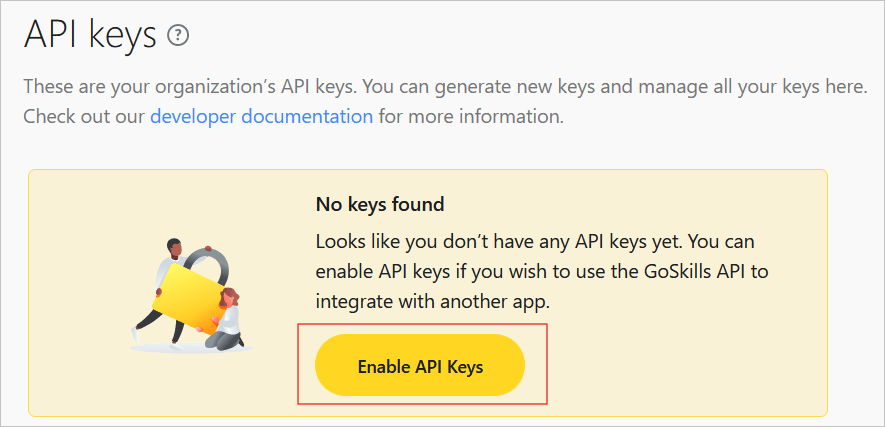 API keys ?
These are your organization’s API keys. You can generate new keys and manage all your keys here.
Check out our developer documentation for more information.
No keys found
Looks like you don’t have any API keys yet. You can
enable API keys if you wish to use the GoSkills API to
integrate with another app.
Enable API Keys